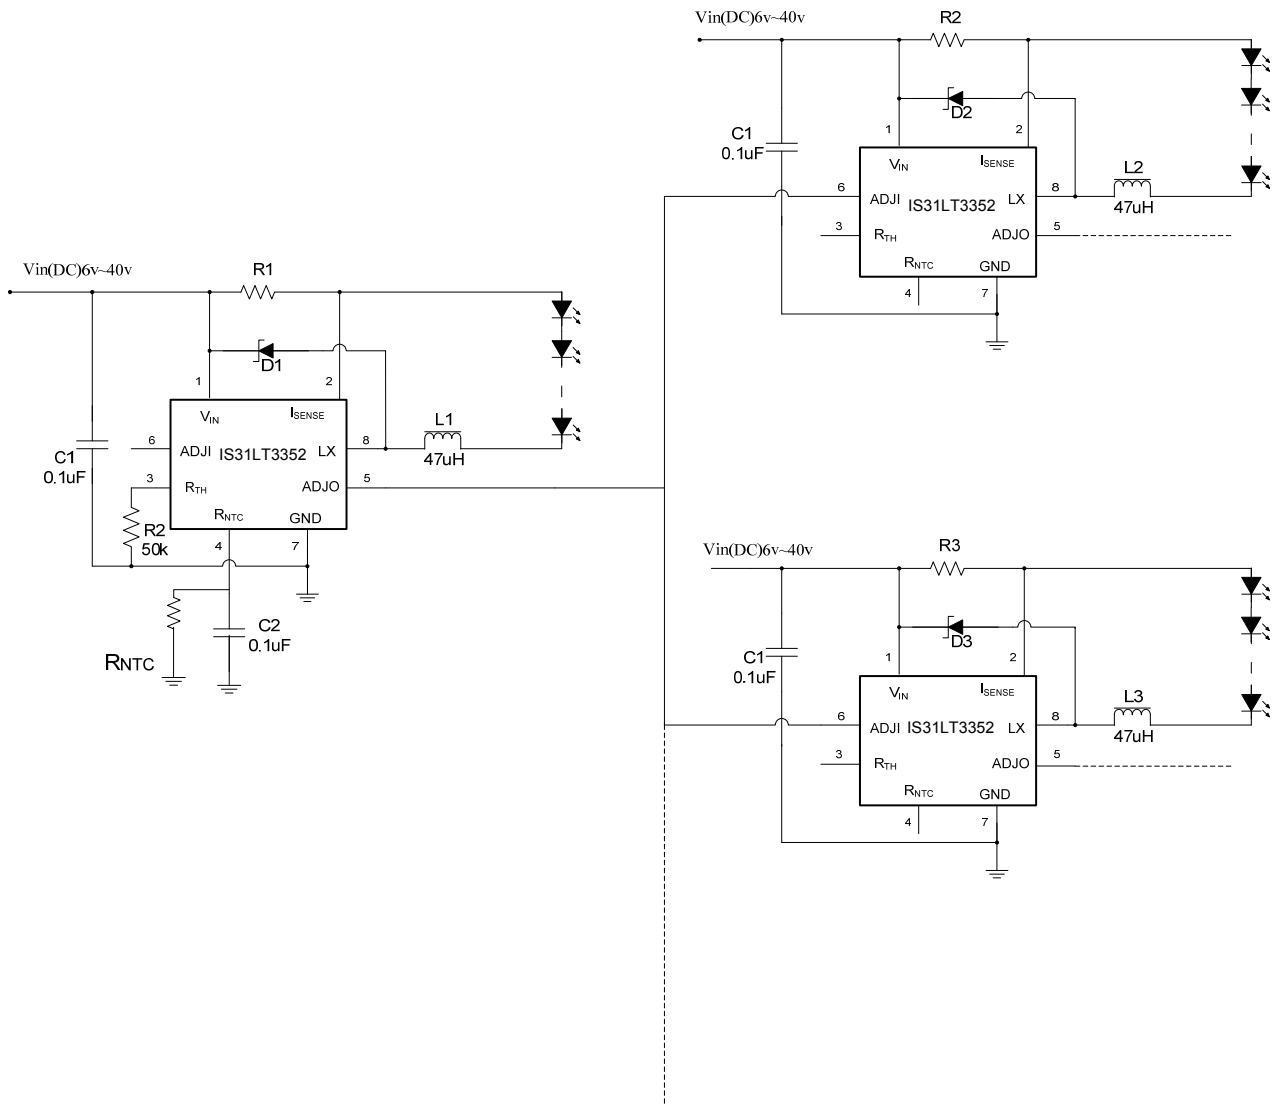 Vin(DC)6v~40v
R1
D1
1
2
VIN
ISENSE
C1
0.1uF
6
ADJI
IS31LT3352
LX
8
L1
47uH
3
RTH
ADJO
5
R2
50k
RNTC
GND
4
7
C2
0.1uF
RNTC
Vin(DC)6v~40v
R2
D2
1
2
C1
0.1uF
VIN
ISENSE
6
ADJI
IS31LT3352
LX
8
L2
47uH
3
RTH
ADJO
5
RNTC
GND
4
7
Vin(DC)6v~40v
R3
D3
1
2
C1
0.1uF
VIN
ISENSE
6
ADJI
IS31LT3352
LX
8
L3
47uH
3
RTH
ADJO
5
RNTC
GND
4
7